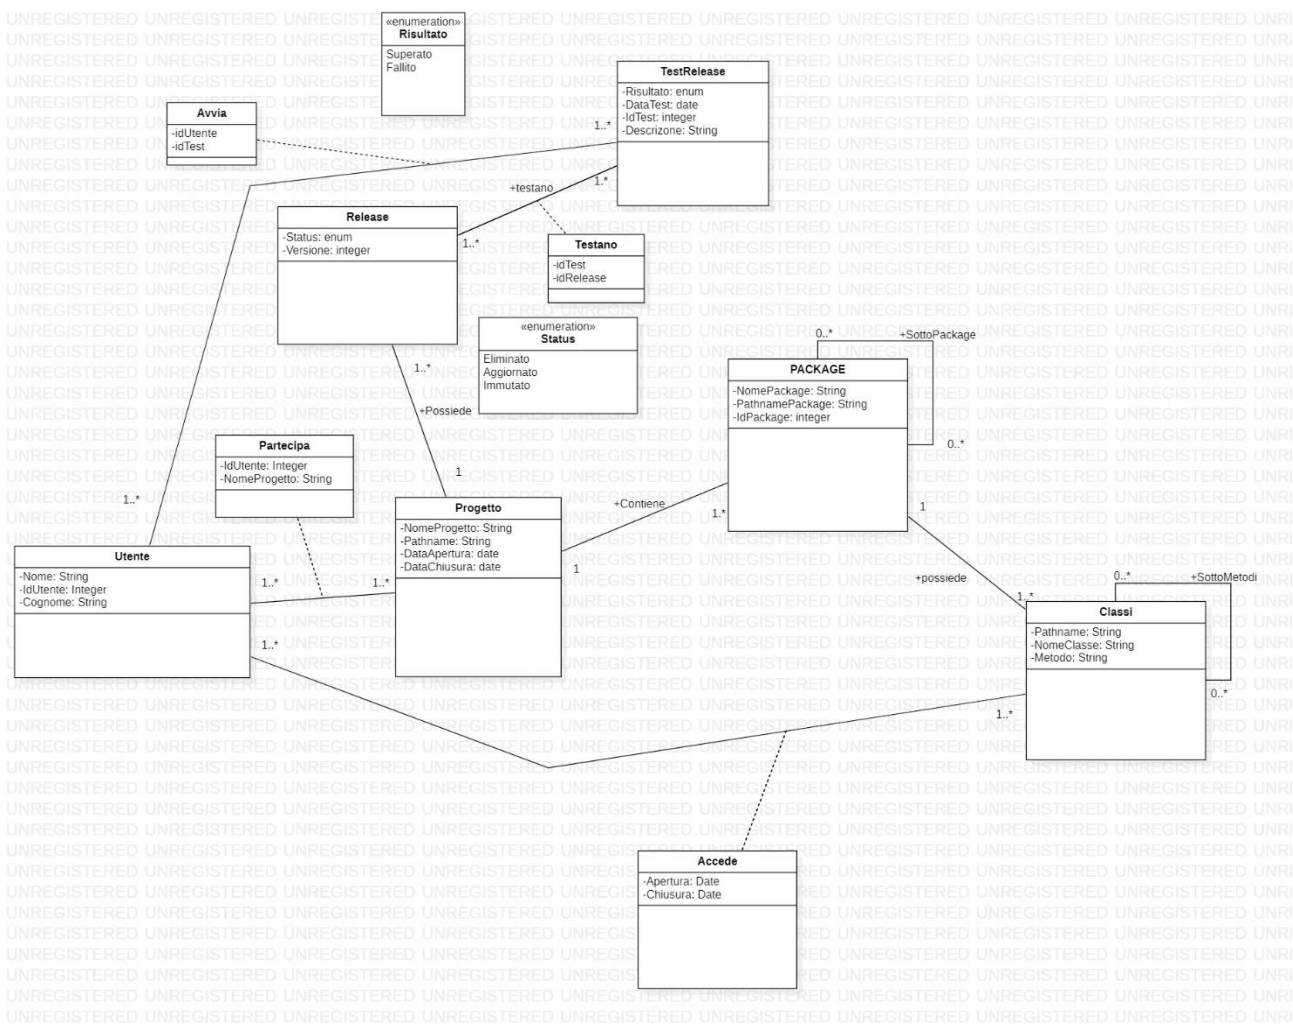 «enumeration»
Risultato
Superato
Fallito
TestRelease
-Risultato: enum
-DataTest: date
-IdTest: integer
-Descrizone: String
Avvia
-idUtente
-idTest
1..*
1.*
+testano
Release
-Status: enum
-Versione: integer
1..*
Testano
-idTest
-idRelease
«enumeration»
Status
Eliminato
Aggiornato
Immutato
0..*
+SottoPackage
PACKAGE
-NomePackage: String
-PathnamePackage: String
-IdPackage: integer
0..*
1..*
+Possiede
1
Partecipa
-IdUtente: Integer
-NomeProgetto: String
1..*
+Contiene
1..*
1
Progetto
-NomeProgetto: String
-Pathname: String
-DataApertura: date
-DataChiusura: date
1
Utente
-Nome: String
-IdUtente: Integer
-Cognome: String
1..*
1..*
1..*
+possiede
1..*
0..*
+SottoMetodi
Classi
-Pathname: String
-NomeClasse: String
-Metodo: String
0..*
1..*
Accede
-Apertura: Date
-Chiusura: Date